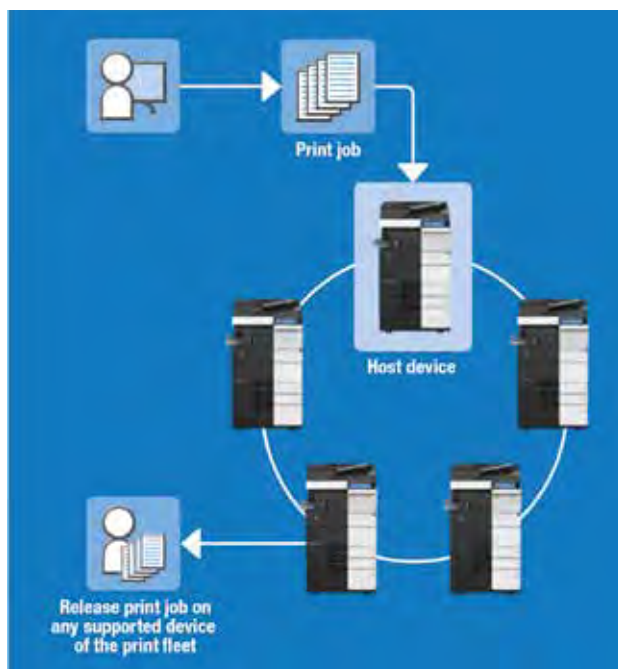 Print job
Host device
Release print job on
any supported device
of the print fleet